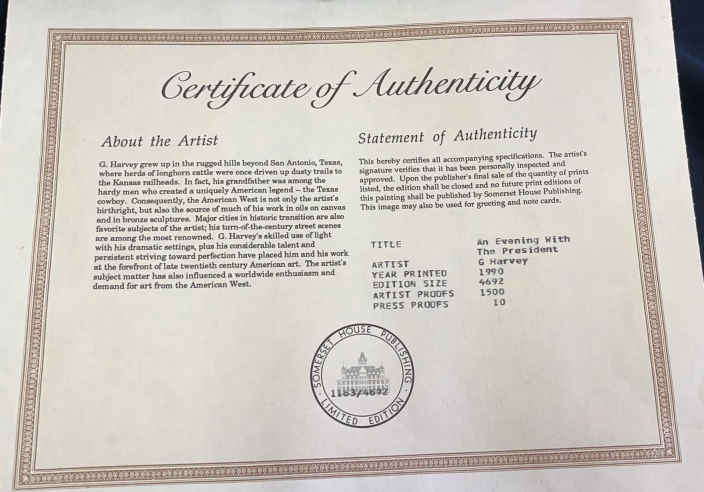 Certificate of Authenticity
About the Artist
G. Harvey grew up in the rugged hills beyond San Antonio, Texas,
where herds of longhorn cattle were once driven up dusty trails to
the Kansas railheads. In fact, his grandfather was among the
hardy men who created a uniquely American legend -- the Texas
cowboy. Consequently, the American West is not only the artist's
birthright, but also the source of much of his work in oils on canvas
and in bronze sculptures. Major cities in historic transition are also
favorite subjects of the artist; his turn-of-the-century street scenes
are among the most renowned. G. Harvey's skilled use of light
with his dramatic settings, plus his considerable talent and
persistent striving toward perfection have placed him and his work
at the forefront of late twentieth century American art. The artist's
subject matter has also influenced a worldwide enthusiasm and
demand for art from the American West.
Statement of Authenticity
This hereby certifies all accompanying specifications. The artist's
signature verifies that it has been personally inspected and
approved. Upon the publisher's final sale of the quantity of prints
listed, the edition shall be closed and no future print editions of
this painting shall be published by Somerset House Publishing.
This image may also be used for greeting and note cards.
TITLE An Evening With
The President
ARTIST G Harvey
YEAR PRINTED 1990
EDITION SIZE 4692
ARTIST PROOFS 1500
PRESS PROOFS 10
SOMERSET HOUSE PUBLISHING
1183/4692
LIMITED EDITION